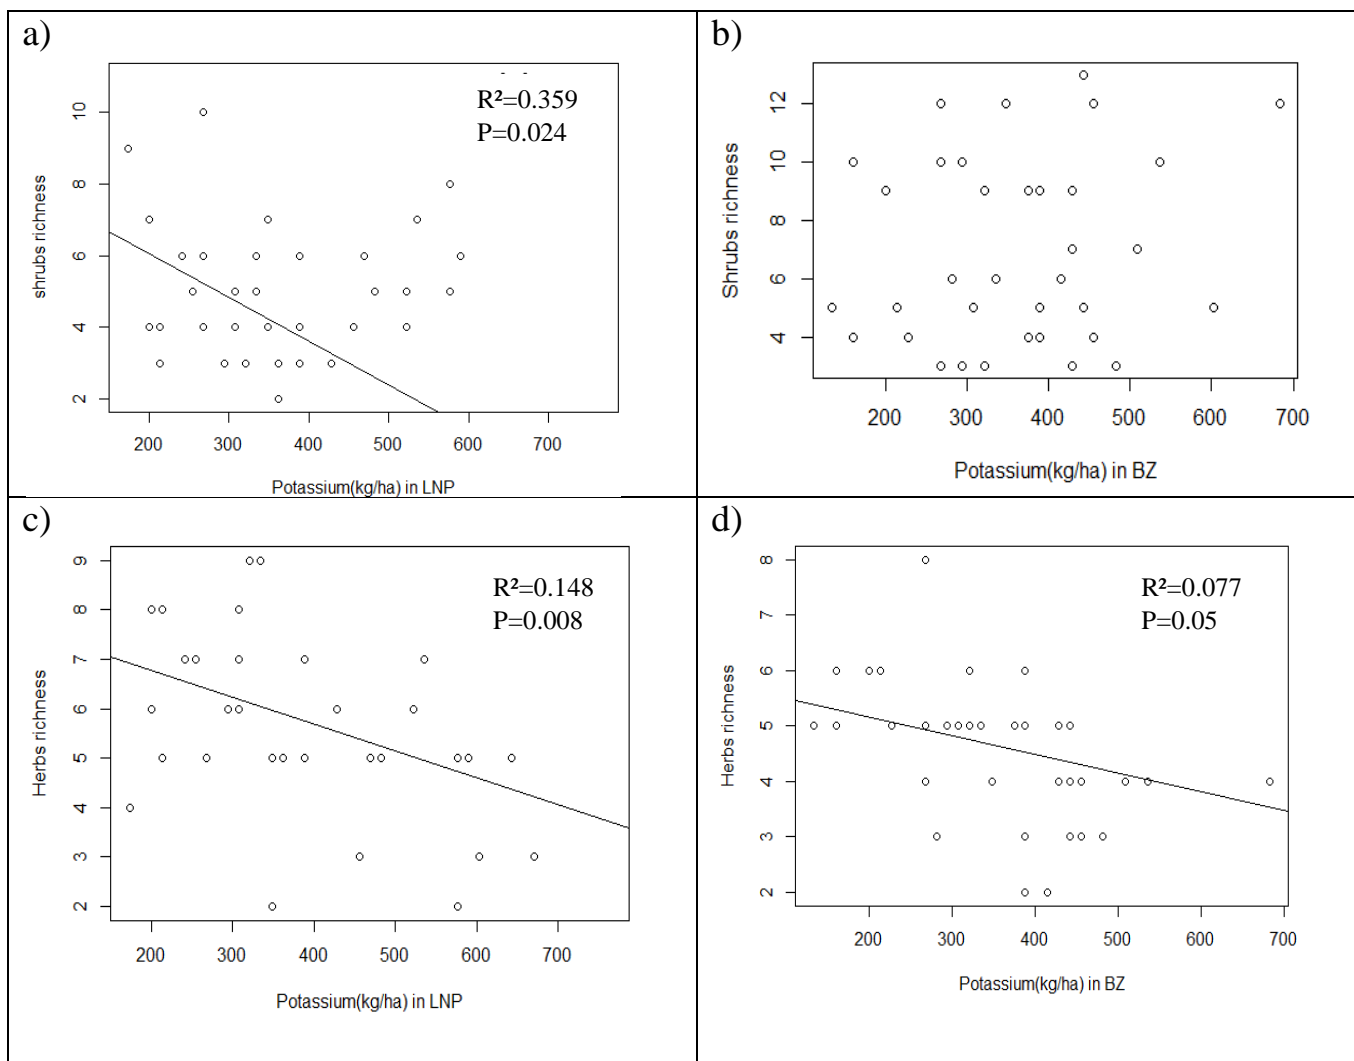 a)
R²=0.359
P=0.024
shrubs richness
10
8
6
4
2
200 300 400 500 600 700
Potassium(kg/ha) in LNP
b)
Shrubs richness
12
10
8
6
4
200 300 400 500 600 700
Potassium(kg/ha) in BZ
c)
R²=0.148
P=0.008
Herbs richness
9
8
7
6
5
4
3
2
200 300 400 500 600 700
Potassium(kg/ha) in LNP
d)
R²=0.077
P=0.05
Herbs richness
8
7
6
5
4
3
2
200 300 400 500 600 700
Potassium(kg/ha) in BZ